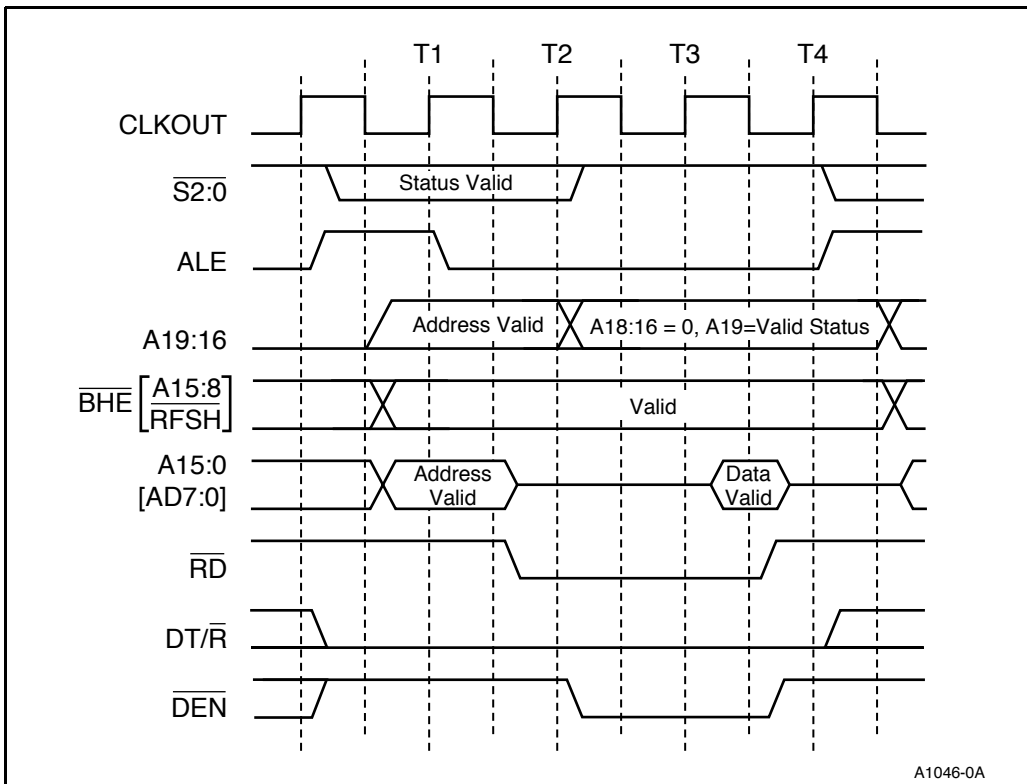 T1 T2 T3 T4
CLKOUT
S2:0
Status Valid
ALE
A19:16
Address Valid
A18:16 = 0, A19=Valid Status
BHE [A15:8
RFSH]
Valid
A15:0
[AD7:0]
Address
Valid
Data
Valid
RD
DT/R
DEN
A1046-0A